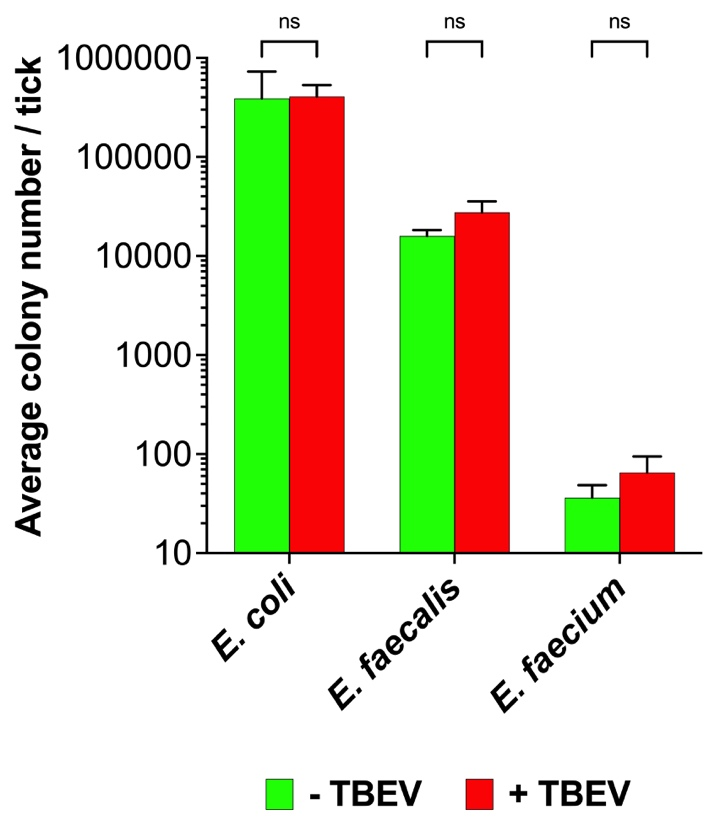 ns ns ns
Average colony number / tick
1000000
100000
10000
1000
100
10
E. coli
E. faecalis
E. faecium
- TBEV + TBEV